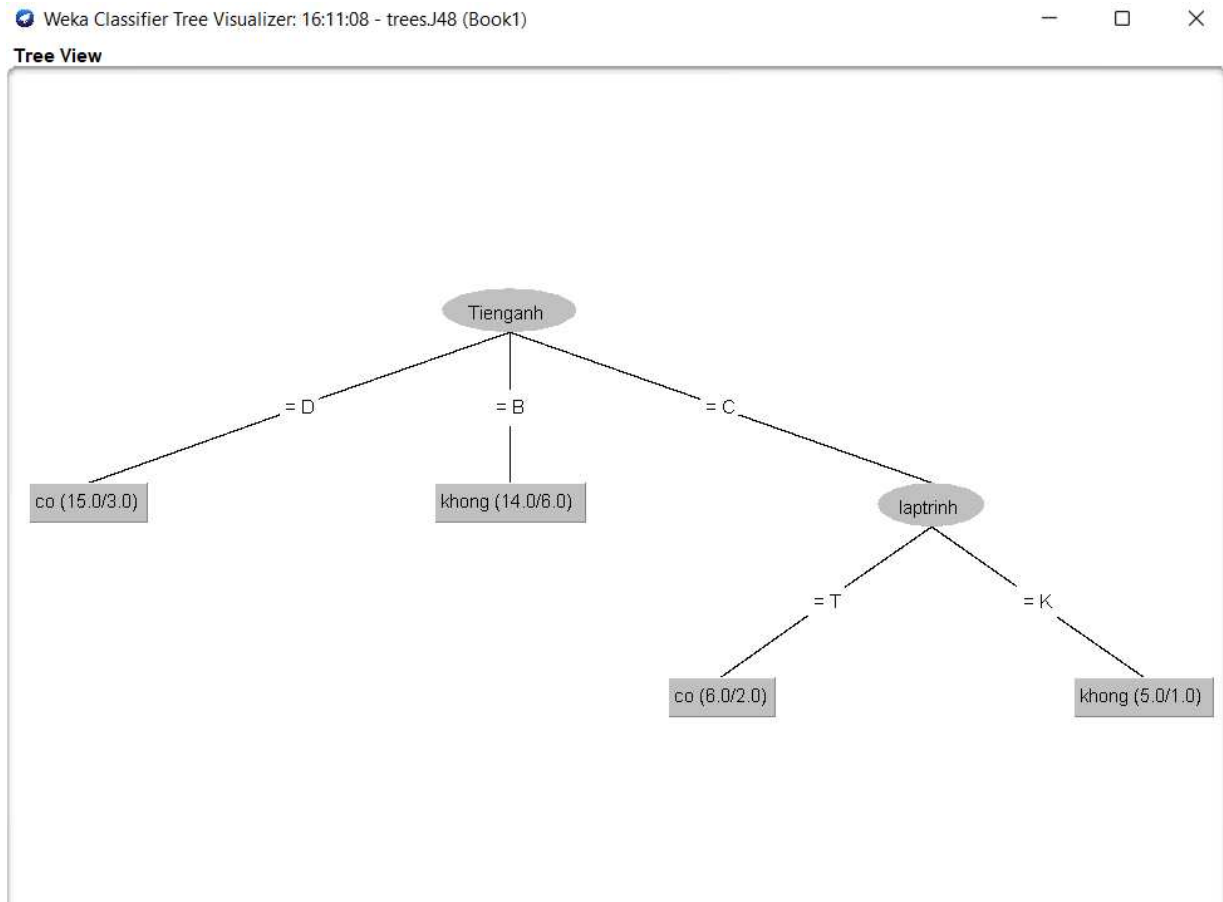 Weka Classifier Tree Visualizer: 16:11:08 - trees.J48 (Book1)
Tree View
Tienganh
= D
= B
= C
co (15.0/3.0)
khong (14.0/6.0)
laptrinh
= T
= K
co (6.0/2.0)
khong (5.0/1.0)